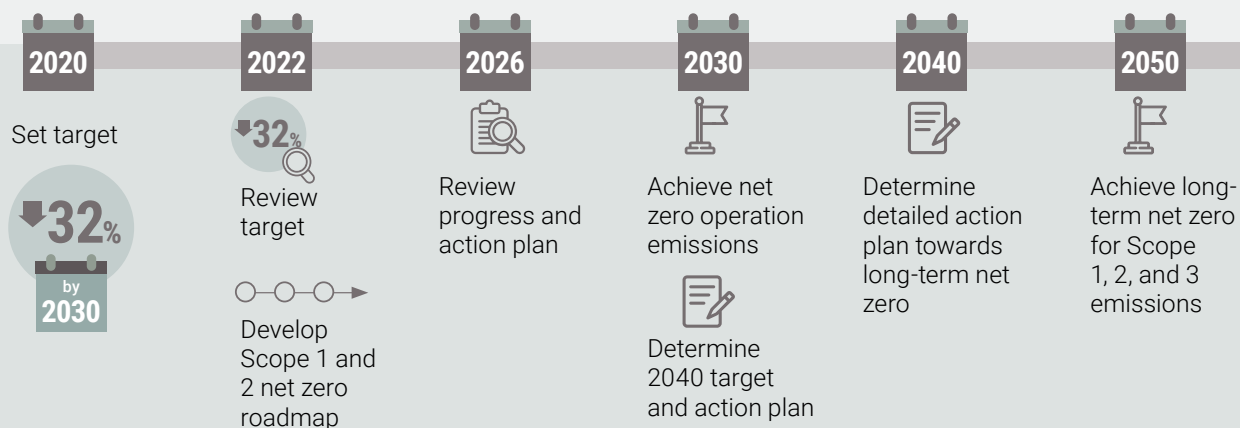 2020
2022
2026
2030
2040
2050
Set target
32%
by
2030
32%
Review
target
Develop
Scope 1 and
2 net zero
roadmap
Review
progress and
action plan
Achieve net
zero operation
emissions
Determine
2040 target
and action plan
Determine
detailed action
plan towards
long-term net
zero
Achieve long-
term net zero
for Scope
1, 2, and 3
emissions